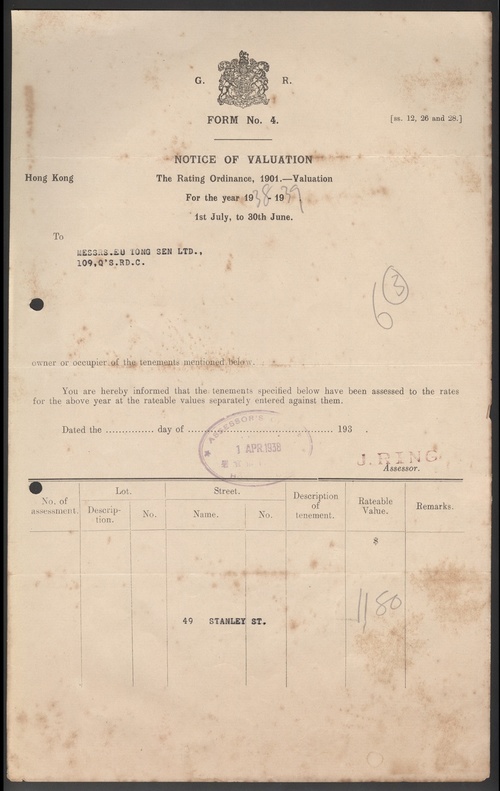 G. R.
FORM No. 4.
[ss. 12, 26 and 28.]
NOTICE OF VALUATION
Hong Kong
The Rating Ordinance, 1901.—Valuation
For the year 1938-1939
1st July, to 30th June.
To
MESSRS.EU TONG SEN LTD.,
109,Q'S.RD.C.
6 3
owner or occupier of the tenements mentioned below.
You are hereby informed that the tenements specified below have been assessed to the rates
for the above year at the rateable values separately entered against them.
Dated the ............... day of ............................................. 193 .
ASSESSOR'S
1 APR.1938
J. RING
Assessor.
No. of assessment.
Lot.
Descrip-
tion.
No.
Street.
Name.
No.
Description
of
tenement.
Rateable
Value.
Remarks.
$
49 STANLEY ST.
1180